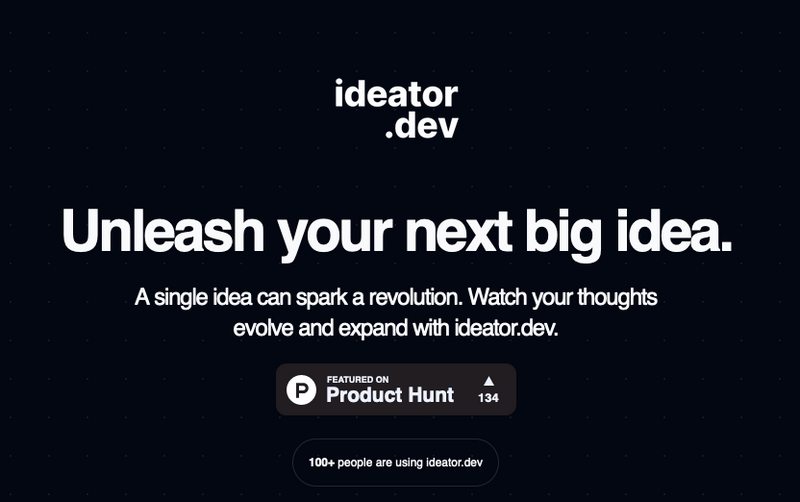 ideator
.dev
Unleash your next big idea.
A single idea can spark a revolution. Watch your thoughts
evolve and expand with ideator.dev.
P
FEATURED ON
Product Hunt
▲
134
100+ people are using ideator.dev